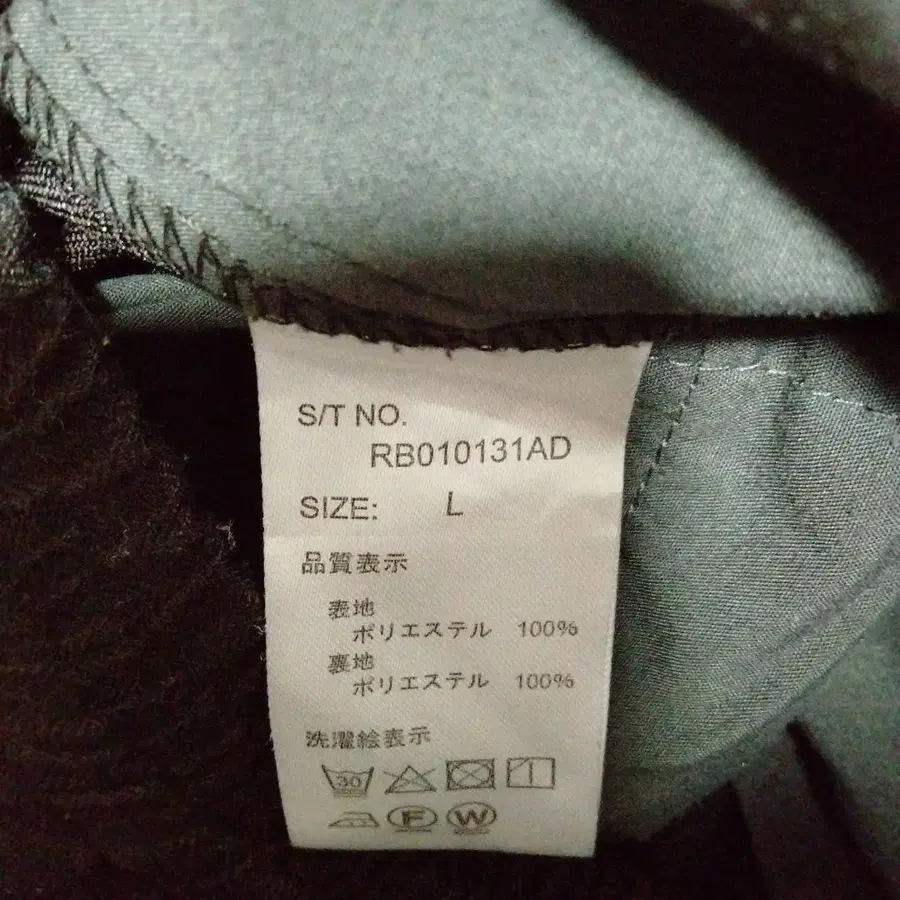 S/T NO.
RB010131AD
SIZE: L
品質表示
表地
ポリエステル 100%
裏地
ポリエステル 100%
洗濯絵表示
30
F W